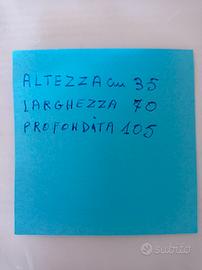 ALTEZZA cm 35
LARGHEZZA 70
PROFONDITA 105
subito